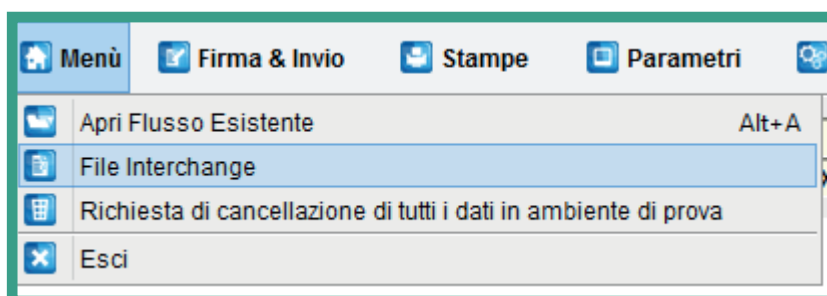 Menù Firma & Invio Stampe Parametri
Apri Flusso Esistente Alt+A
File Interchange
Richiesta di cancellazione di tutti i dati in ambiente di prova
Esci